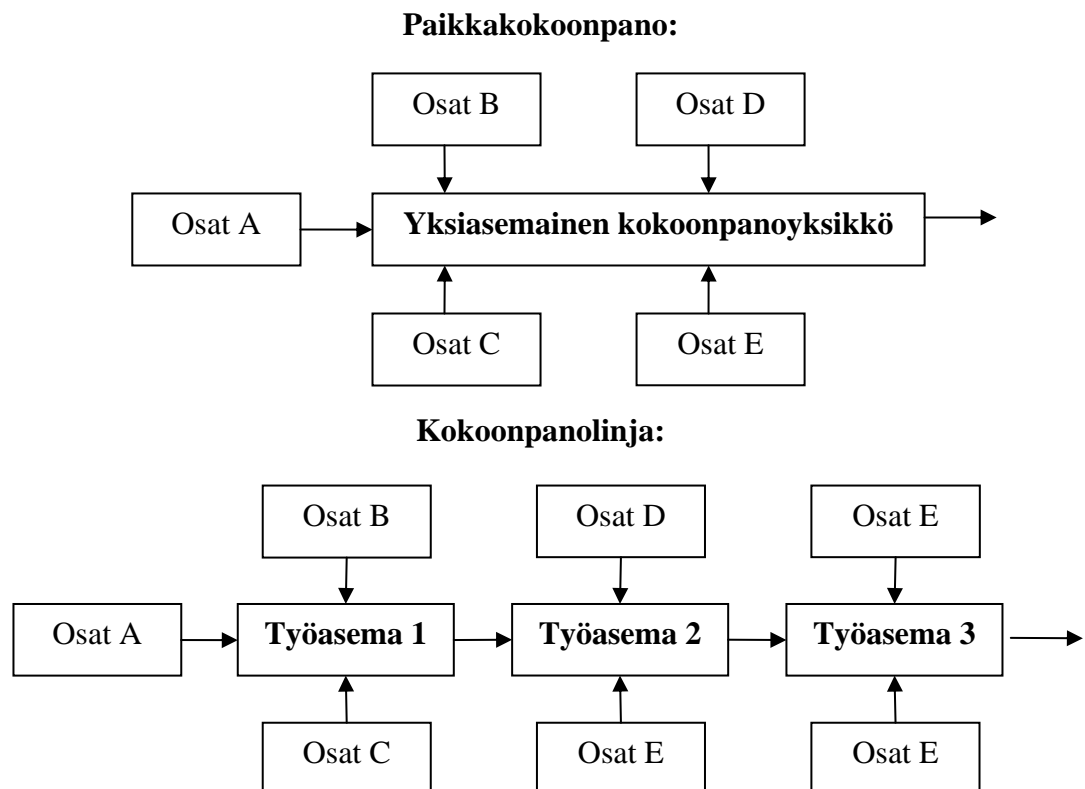 Paikkakokoonpano:
Osat B
Osat D
Osat A
Yksiasemainen kokoonpanoyksikkö
Osat C
Osat E
Kokoonpanolinja:
Osat B
Osat D
Osat E
Osat A
Työasema 1
Työasema 2
Työasema 3
Osat C
Osat E
Osat E